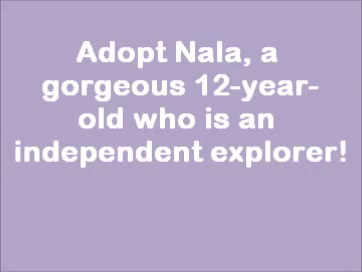 Adopt Nala, a
gorgeous 12-year-
old who is an
independent explorer!